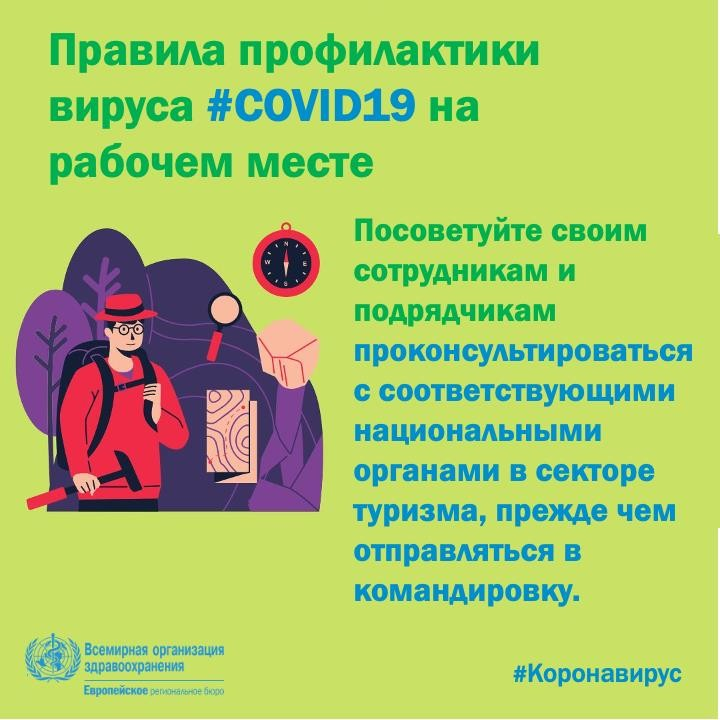 Правила профилактики
вируса #COVID19 на
рабочем месте
Посоветуйте своим
сотрудникам и
подрядчикам
проконсультироваться
с соответствующими
национальными
органами в секторе
туризма, прежде чем
отправляться в
командировку.
N
W E
S
Всемирная организация
здравоохранения
Европейское региональное бюро
#Коронавирус